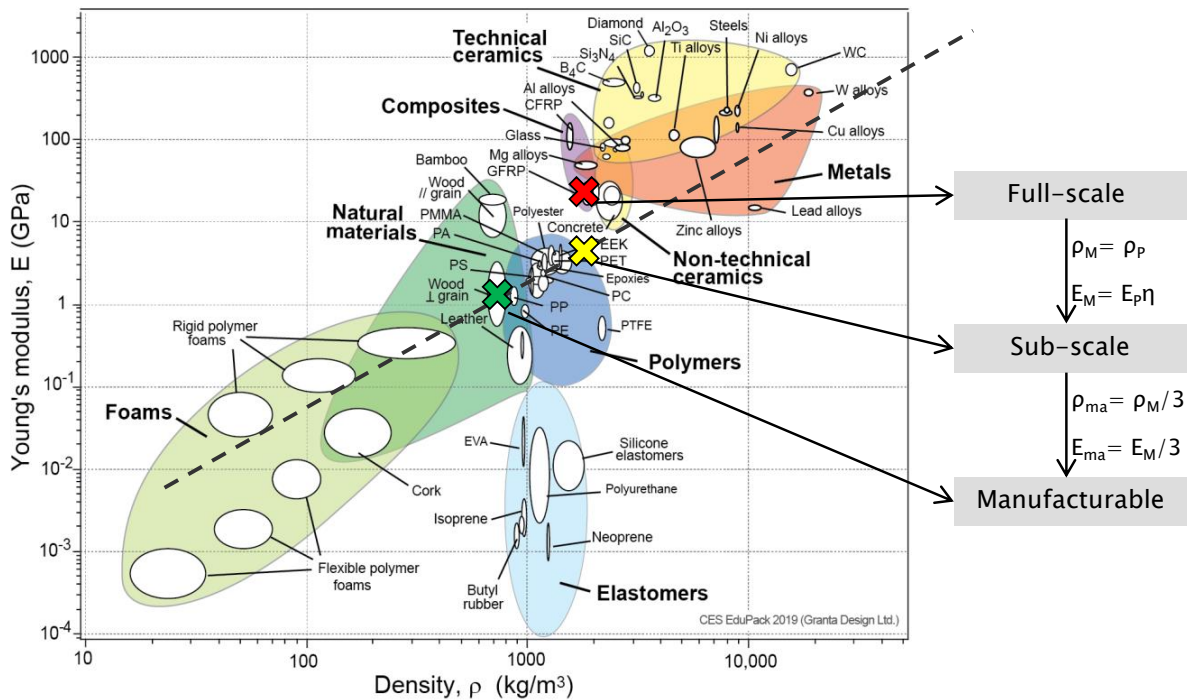 Young's modulus, E (GPa)
1000
100
10
1
10⁻¹
10⁻²
10⁻³
10⁻⁴
10
100
1000
10,000
Density, ρ (kg/m³)
Technical
ceramics
Composites
Natural
materials
Metals
Non-technical
ceramics
Polymers
Foams
Elastomers
Diamond
SiC
Si₃N₄
B₄C
Al₂O₃
Steels
Ni alloys
Ti alloys
WC
W alloys
Al alloys
CFRP
Glass
Mg alloys
GFRP
Cu alloys
Lead alloys
Zinc alloys
Bamboo
Wood
// grain
PMMA
PA
PS
Wood
⊥ grain
Polyester
Concrete
EEK
PET
Epoxies
PC
PP
PE
PTFE
Leather
Rigid polymer
foams
Cork
EVA
Silicone
elastomers
Polyurethane
Isoprene
Neoprene
Butyl
rubber
Flexible polymer
foams
CES EduPack 2019 (Granta Design Ltd.)
Full-scale
ρM= ρP
EM= EPη
Sub-scale
ρma= ρM/3
Ema= EM/3
Manufacturable